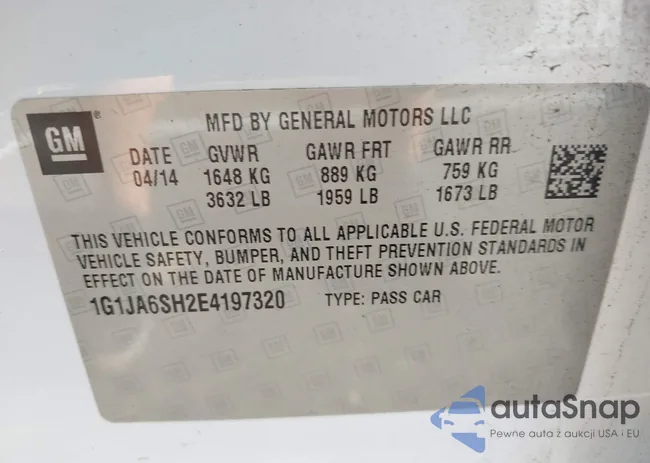 GM
®
MFD BY GENERAL MOTORS LLC
DATE GVWR GAWR FRT GAWR RR
04/14 1648 KG 889 KG 759 KG
3632 LB 1959 LB 1673 LB
THIS VEHICLE CONFORMS TO ALL APPLICABLE U.S. FEDERAL MOTOR
VEHICLE SAFETY, BUMPER, AND THEFT PREVENTION STANDARDS IN
EFFECT ON THE DATE OF MANUFACTURE SHOWN ABOVE.
1G1JA6SH2E4197320 TYPE: PASS CAR
autaSnap
Pewne auta z aukcji USA i EU